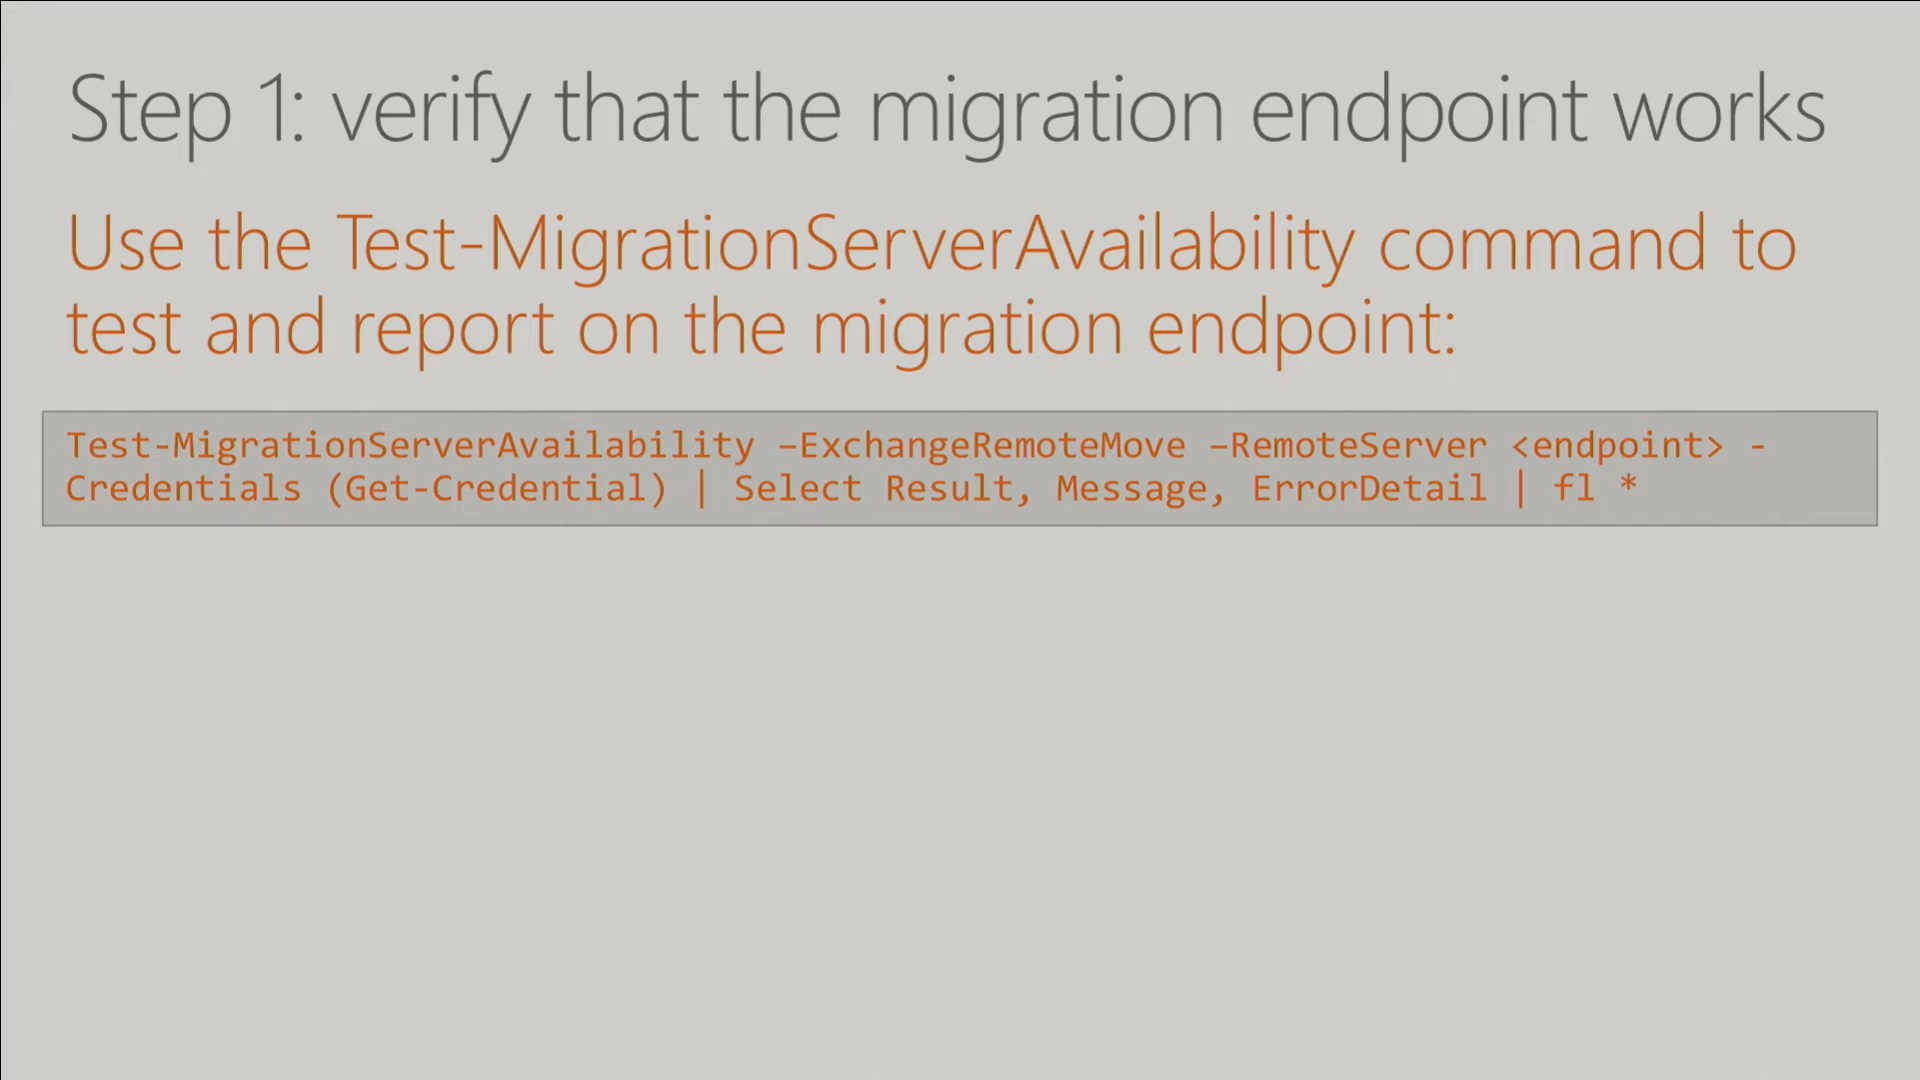 Step 1: verify that the migration endpoint works
Use the Test-MigrationServerAvailability command to
test and report on the migration endpoint:
Test-MigrationServerAvailability –ExchangeRemoteMove –RemoteServer <endpoint> -
Credentials (Get-Credential) | Select Result, Message, ErrorDetail | fl *